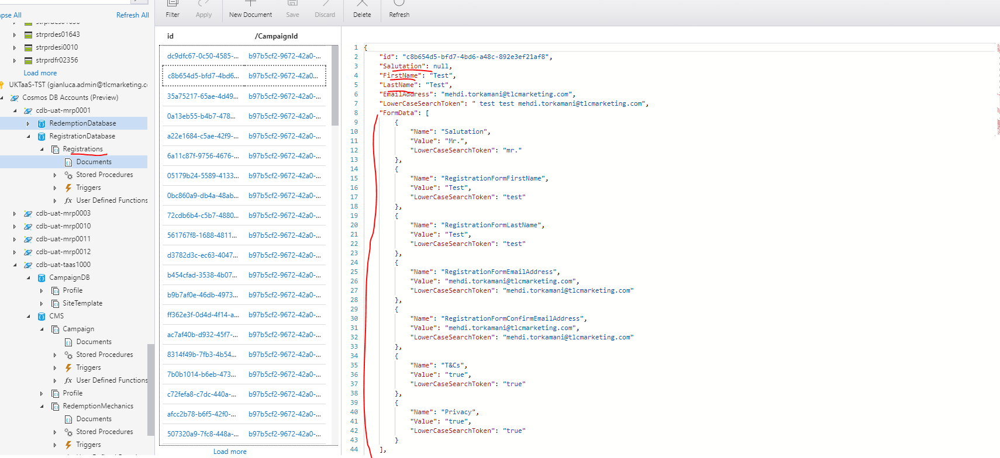 pse All
Refresh All
strprdes01643
strprdesi0010
strprdfr02356
Load more
UKTaaS-TST (gianluca.admin@tlcmarketing.c
Cosmos DB Accounts (Preview)
cdb-uat-mrp0001
RedemptionDatabase
RegistrationDatabase
Registrations
Documents
Stored Procedures
Triggers
User Defined Functions
cdb-uat-mrp0003
cdb-uat-mrp0010
cdb-uat-mrp0011
cdb-uat-mrp0012
cdb-uat-taas1000
CampaignDB
Profile
SiteTemplate
CMS
Campaign
Documents
Stored Procedures
Triggers
User Defined Functions
Profile
RedemptionMechanics
Documents
Stored Procedures
Triggers
Filter
Apply
New Document
Save
Discard
Delete
Refresh
id /CampaignId
dc9dfc67-0c50-4585-... b97b5cf2-9672-42a0-...
c8b654d5-bfd7-4bd6... b97b5cf2-9672-42a0...
35a75217-65ae-4d49... b97b5cf2-9672-42a0-...
0a13eb55-b4b7-478... b97b5cf2-9672-42a0-...
a22e1684-c5ae-42f9-... b97b5cf2-9672-42a0-...
6a11c87f-9756-4676-... b97b5cf2-9672-42a0-...
05179b24-5589-4133... b97b5cf2-9672-42a0-...
0bc860a9-db4a-48ab... b97b5cf2-9672-42a0-...
72cdb6b4-c5b7-4880... b97b5cf2-9672-42a0-...
561767f8-1688-4811... b97b5cf2-9672-42a0-...
d3782d3c-ec63-4047... b97b5cf2-9672-42a0-...
b454cfad-3538-4b07... b97b5cf2-9672-42a0-...
b9b7af0e-46db-4973... b97b5cf2-9672-42a0-...
ff362e3f-0d4d-4f14-a... b97b5cf2-9672-42a0-...
ac7af40b-d932-45f7-... b97b5cf2-9672-42a0-...
8314f49b-7fb3-4b54... b97b5cf2-9672-42a0-...
7b0b1014-b6eb-473... b97b5cf2-9672-42a0-...
c72fefa8-c7dc-440a-... b97b5cf2-9672-42a0-...
afcc2b78-b6f5-42f0-... b97b5cf2-9672-42a0-...
507320a9-7fc8-448a-... b97b5cf2-9672-42a0-...
Load more
1 {
2 "id": "c8b654d5-bfd7-4bd6-a48c-892e3ef21af8",
3 "Salutation": null,
4 "FirstName": "Test",
5 "LastName": "Test",
6 "EmailAddress": "mehdi.torkamani@tlcmarketing.com",
7 "LowerCaseSearchToken": " test test mehdi.torkamani@tlcmarketing.com",
8 "FormData": [
9 {
10 "Name": "Salutation",
11 "Value": "Mr.",
12 "LowerCaseSearchToken": "mr."
13 },
14 {
15 "Name": "RegistrationFormFirstName",
16 "Value": "Test",
17 "LowerCaseSearchToken": "test"
18 },
19 {
20 "Name": "RegistrationFormLastName",
21 "Value": "Test",
22 "LowerCaseSearchToken": "test"
23 },
24 {
25 "Name": "RegistrationFormEmailAddress",
26 "Value": "mehdi.torkamani@tlcmarketing.com",
27 "LowerCaseSearchToken": "mehdi.torkamani@tlcmarketing.com"
28 },
29 {
30 "Name": "RegistrationFormConfirmEmailAddress",
31 "Value": "mehdi.torkamani@tlcmarketing.com",
32 "LowerCaseSearchToken": "mehdi.torkamani@tlcmarketing.com"
33 },
34 {
35 "Name": "T&Cs",
36 "Value": "true",
37 "LowerCaseSearchToken": "true"
38 },
39 {
40 "Name": "Privacy",
41 "Value": "true",
42 "LowerCaseSearchToken": "true"
43 }
44 ],